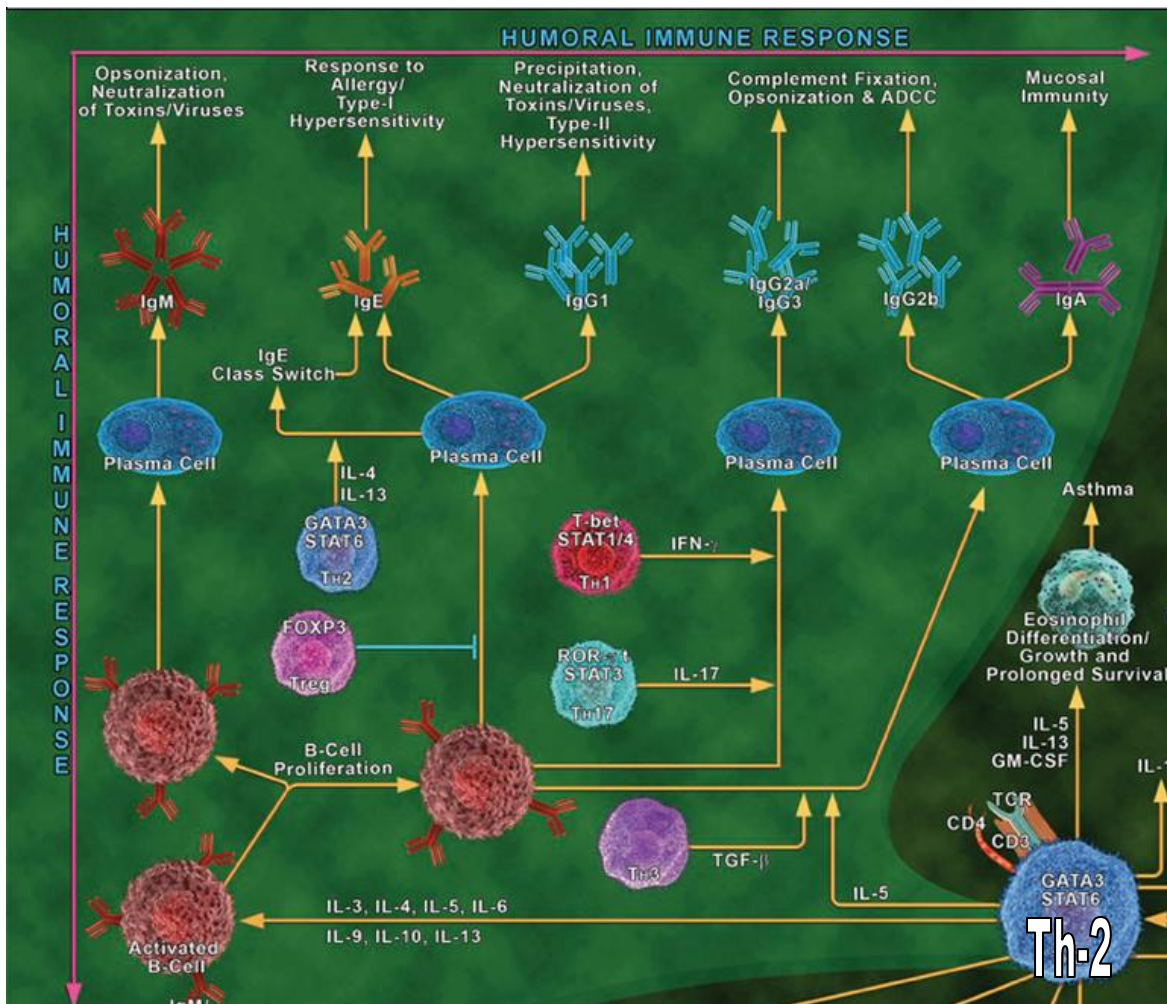 HUMORAL IMMUNE RESPONSE
Opsonization,
Neutralization
of Toxins/Viruses
Response to
Allergy/
Type-I
Hypersensitivity
Precipitation,
Neutralization of
Toxins/Viruses,
Type-II
Hypersensitivity
Complement Fixation,
Opsonization & ADCC
Mucosal
Immunity
HUMORAL IMMUNE RESPONSE
IgM
IgE
IgG1
IgG2a/
IgG3
IgG2b
IgA
IgE
Class Switch
Plasma Cell
Plasma Cell
Plasma Cell
Plasma Cell
IL-4
IL-13
GATA3
STAT6
TH2
T-bet
STAT1/4
TH1
IFN-γ
Asthma
FOXP3
Treg
ROR-γt
STAT3
TH17
IL-17
Eosinophil
Differentiation/
Growth and
Prolonged Survival
B-Cell
Proliferation
IL-5
IL-13
GM-CSF
TH3
TGF-β
TCR
CD4
CD3
IL-5
GATA3
STAT6
Th-2
IL-3, IL-4, IL-5, IL-6
IL-9, IL-10, IL-13
Activated
B-Cell
IgM/